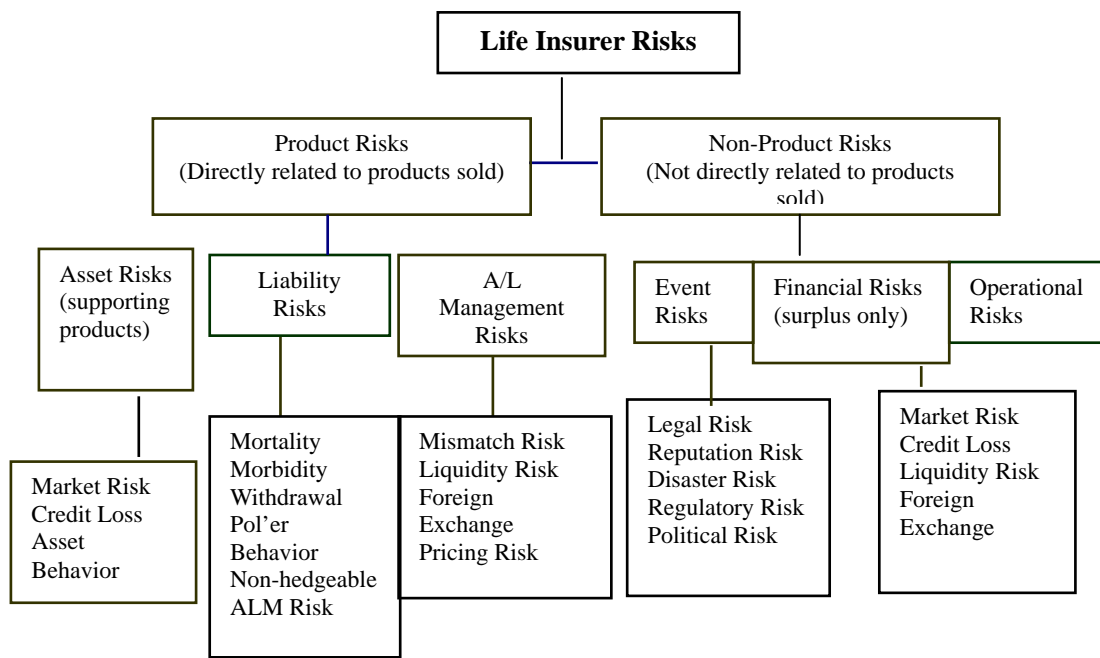 Life Insurer Risks
Product Risks
(Directly related to products sold)
Non-Product Risks
(Not directly related to products
sold)
Asset Risks
(supporting
products)
Liability
Risks
A/L
Management
Risks
Event
Risks
Financial Risks
(surplus only)
Operational
Risks
Market Risk
Credit Loss
Asset
Behavior
Mortality
Morbidity
Withdrawal
Pol’er
Behavior
Non-hedgeable
ALM Risk
Mismatch Risk
Liquidity Risk
Foreign
Exchange
Pricing Risk
Legal Risk
Reputation Risk
Disaster Risk
Regulatory Risk
Political Risk
Market Risk
Credit Loss
Liquidity Risk
Foreign
Exchange